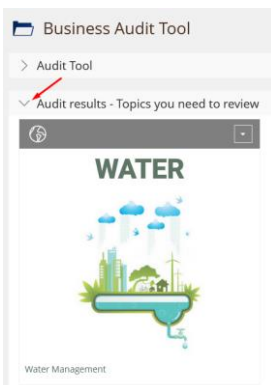 Business Audit Tool
Audit Tool
Audit results - Topics you need to review
WATER
Water Management